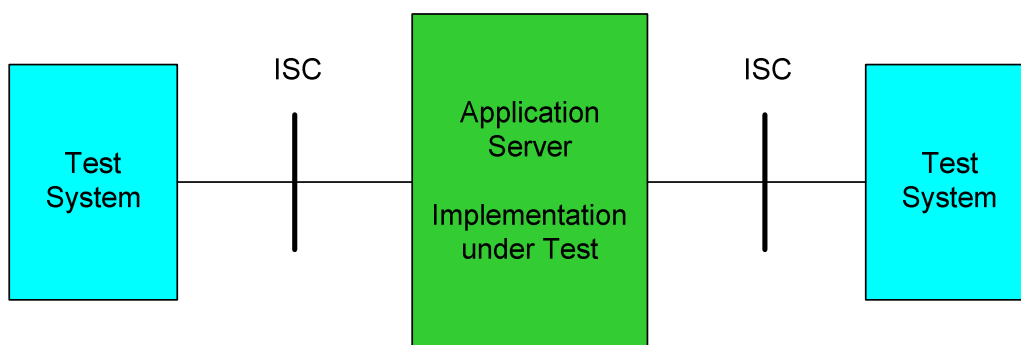 ISC
ISC
Test
System
Application
Server
Implementation
under Test
Test
System